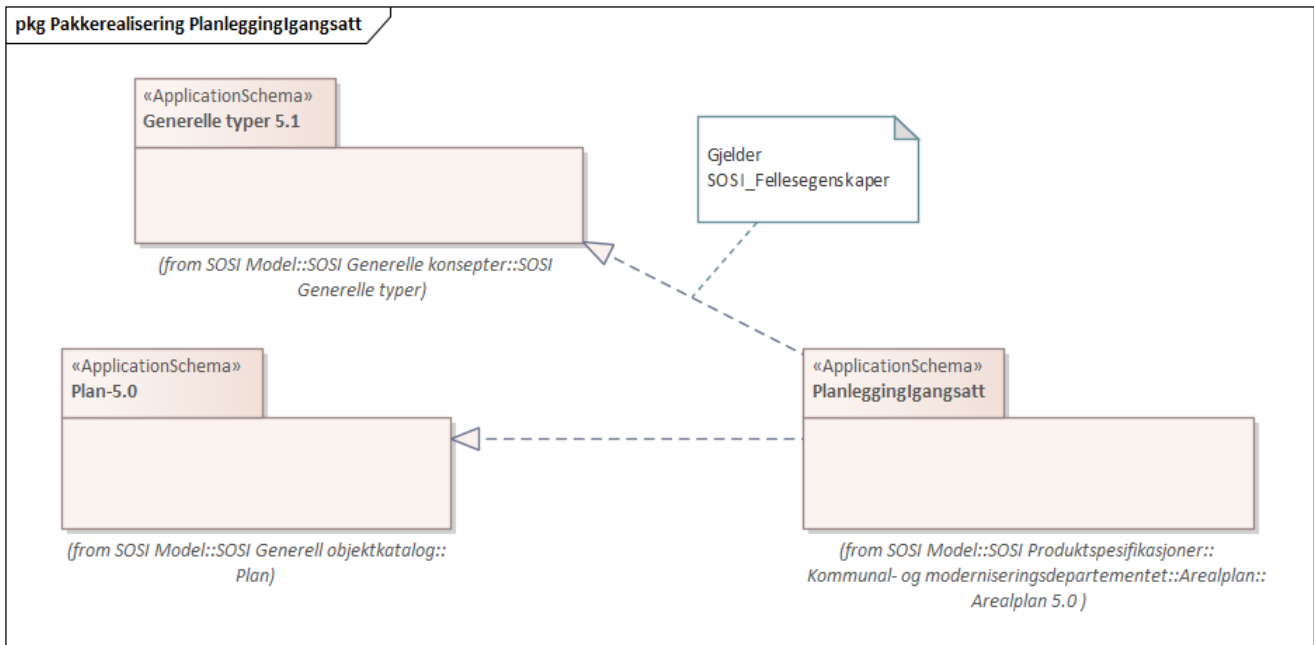 pkg Pakkerealisering PlanleggingIgangsatt
«ApplicationSchema»
Generelle typer 5.1
(from SOSI Model::SOSI Generelle konsepter::SOSI
Generelle typer)
Gjelder
SOSI_Fellesegenskaper
«ApplicationSchema»
Plan-5.0
(from SOSI Model::SOSI Generell objektkatalog::
Plan)
«ApplicationSchema»
PlanleggingIgangsatt
(from SOSI Model::SOSI Produktspesifikasjoner::
Kommunal- og moderniseringsdepartementet::Arealplan::
Arealplan 5.0 )